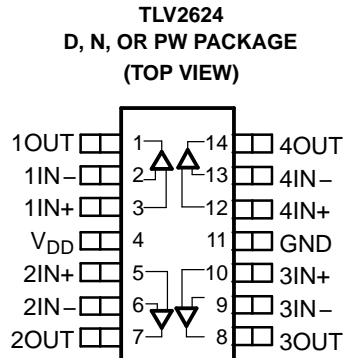 TLV2624
D, N, OR PW PACKAGE
(TOP VIEW)
1OUT 1 14 4OUT
1IN− 2 13 4IN−
1IN+ 3 12 4IN+
VDD 4 11 GND
2IN+ 5 10 3IN+
2IN− 6 9 3IN−
2OUT 7 8 3OUT